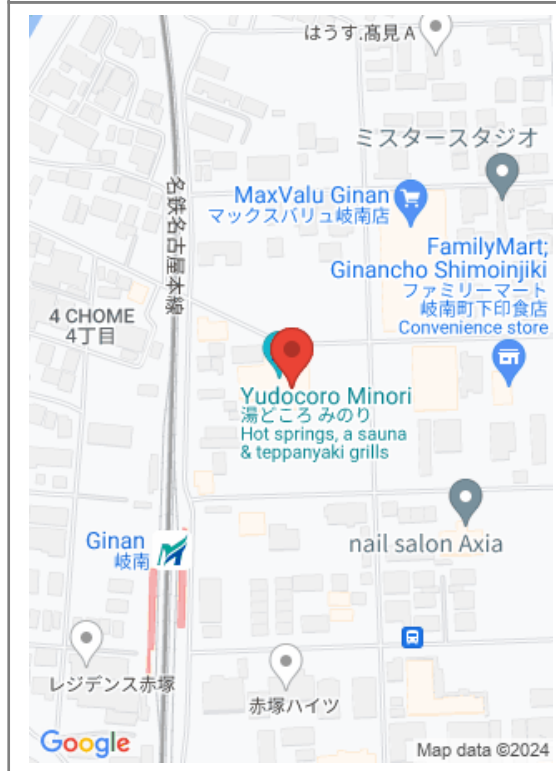 はうす.髙見 A
ミスタースタジオ
名鉄名古屋本線
MaxValu Ginan
マックスバリュ岐南店
FamilyMart;
Ginancho Shimoinjiki
ファミリーマート
岐南町下印食店
Convenience store
4 CHOME
4丁目
Yudocoro Minori
湯どころ みのり
Hot springs, a sauna
& teppanyaki grills
Ginan
岐南
nail salon Axia
レジデンス赤塚
赤塚ハイツ
Google
Map data ©2024